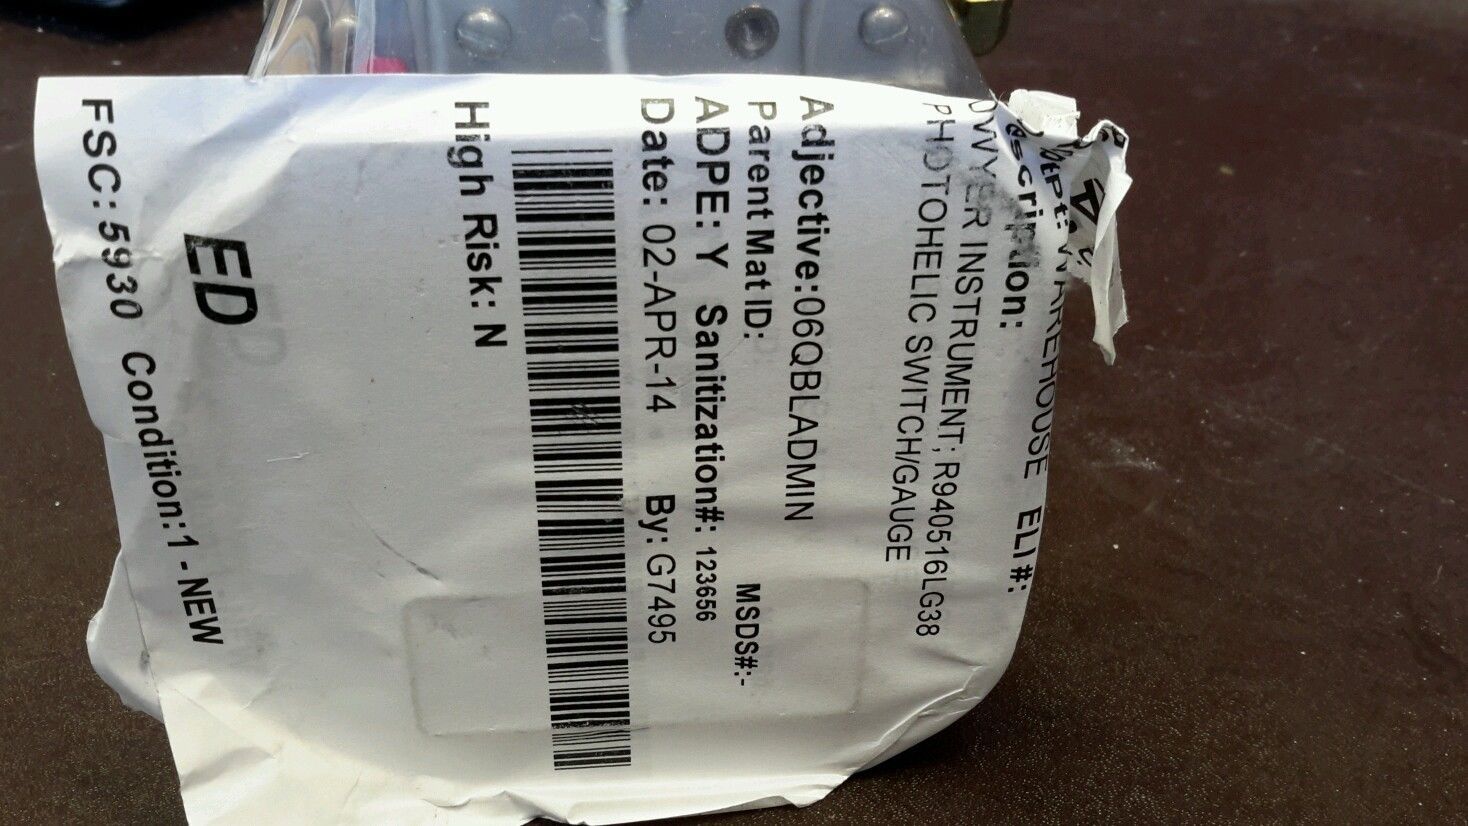 Dept: WAREHOUSE ELI #:
Description:
DWYER INSTRUMENT; R940516LG38
PHOTOHELIC SWITCH/GAUGE
Adjective:06QBLADMIN
Parent Mat ID: MSDS#:-
ADPE: Y Sanitization#: 123656
Date: 02-APR-14 By: G7495
High Risk: N
ED
FSC: 5930 Condition:1 - NEW